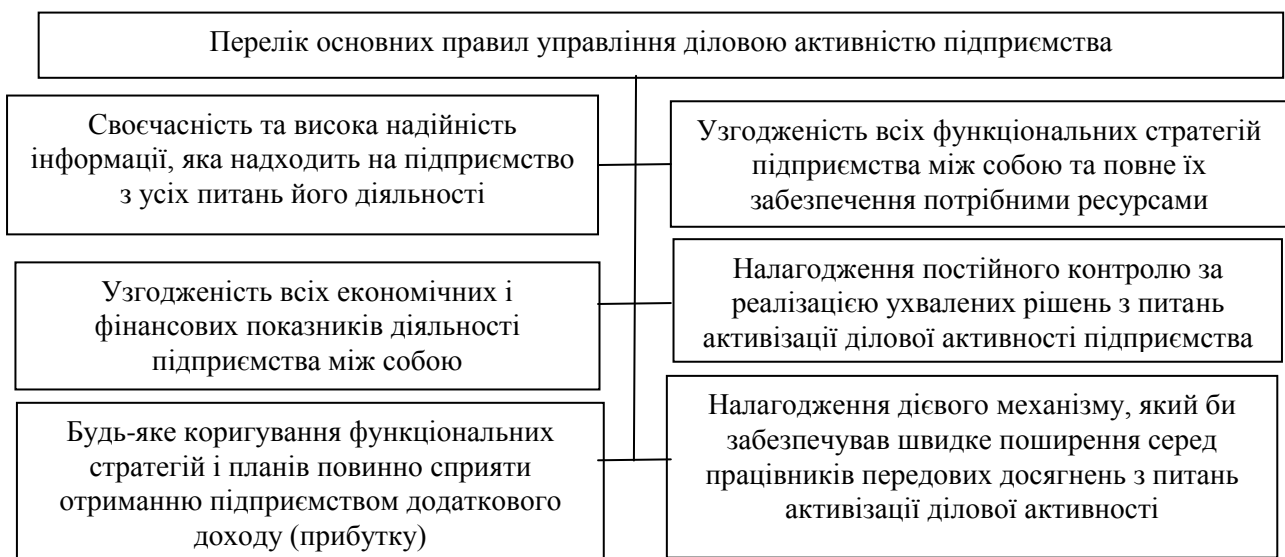 Перелік основних правил управління діловою активністю підприємства
Своєчасність та висока надійність
інформації, яка надходить на підприємство
з усіх питань його діяльності
Узгодженість всіх функціональних стратегій
підприємства між собою та повне їх
забезпечення потрібними ресурсами
Узгодженість всіх економічних і
фінансових показників діяльності
підприємства між собою
Налагодження постійного контролю за
реалізацією ухвалених рішень з питань
активізації ділової активності підприємства
Будь-яке коригування функціональних
стратегій і планів повинно сприяти
отриманню підприємством додаткового
доходу (прибутку)
Налагодження дієвого механізму, який би
забезпечував швидке поширення серед
працівників передових досягнень з питань
активізації ділової активності